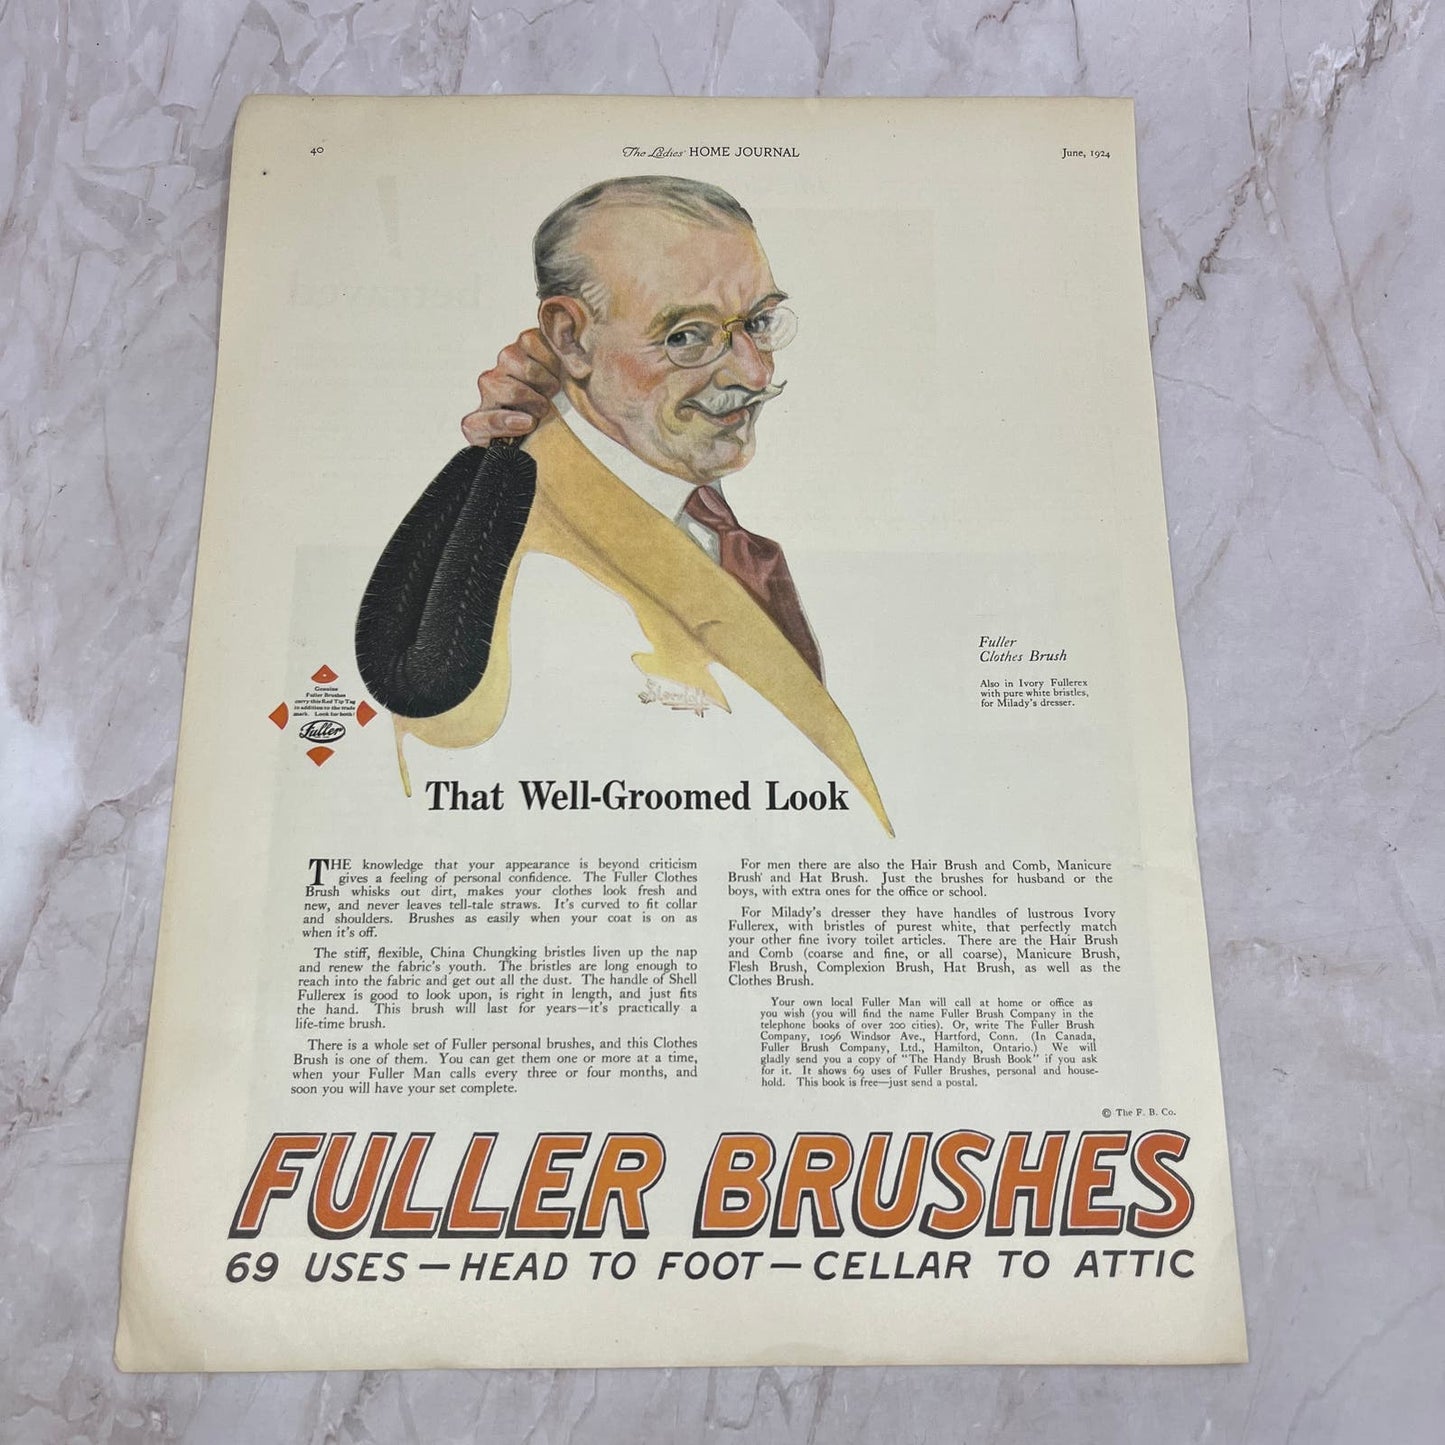 40
The Ladies' HOME JOURNAL
June, 1924
Fuller
Clothes Brush
Also in Ivory Fullerex
with pure white bristles,
for Milady's dresser.
Genuine
Fuller Brushes
carry this Red Tip Tag
in addition to the trade
mark. Look for both!
Fuller
That Well-Groomed Look
THE knowledge that your appearance is beyond criticism
gives a feeling of personal confidence. The Fuller Clothes
Brush whisks out dirt, makes your clothes look fresh and
new, and never leaves tell-tale straws. It's curved to fit collar
and shoulders. Brushes as easily when your coat is on as
when it's off.
The stiff, flexible, China Chungking bristles liven up the nap
and renew the fabric's youth. The bristles are long enough to
reach into the fabric and get out all the dust. The handle of Shell
Fullerex is good to look upon, is right in length, and just fits
the hand. This brush will last for years—it's practically a
life-time brush.
There is a whole set of Fuller personal brushes, and this Clothes
Brush is one of them. You can get them one or more at a time,
when your Fuller Man calls every three or four months, and
soon you will have your set complete.
For men there are also the Hair Brush and Comb, Manicure
Brush and Hat Brush. Just the brushes for husband or the
boys, with extra ones for the office or school.
For Milady's dresser they have handles of lustrous Ivory
Fullerex, with bristles of purest white, that perfectly match
your other fine ivory toilet articles. There are the Hair Brush
and Comb (coarse and fine, or all coarse), Manicure Brush,
Flesh Brush, Complexion Brush, Hat Brush, as well as the
Clothes Brush.
Your own local Fuller Man will call at home or office as
you wish (you will find the name Fuller Brush Company in the
telephone books of over 200 cities). Or, write The Fuller Brush
Company, 1096 Windsor Ave., Hartford, Conn. (In Canada,
Fuller Brush Company, Ltd., Hamilton, Ontario.) We will
gladly send you a copy of "The Handy Brush Book" if you ask
for it. It shows 69 uses of Fuller Brushes, personal and house-
hold. This book is free—just send a postal.
© The F. B. Co.
FULLER BRUSHES
69 USES — HEAD TO FOOT — CELLAR TO ATTIC